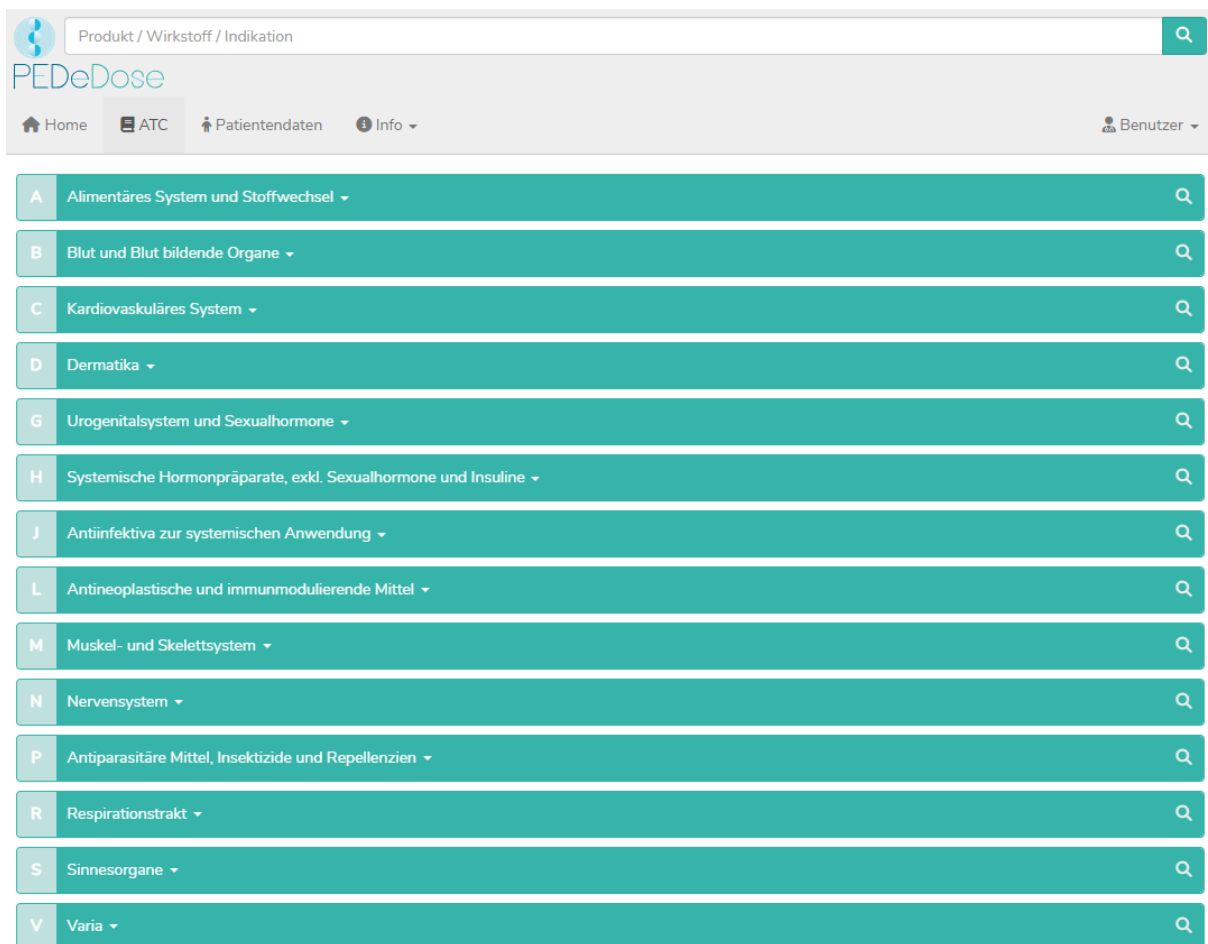 Produkt / Wirkstoff / Indikation
PEDeDose
Home ATC Patientendaten Info Benutzer
A Alimentäres System und Stoffwechsel
B Blut und Blut bildende Organe
C Kardiovaskuläres System
D Dermatika
G Urogenitalsystem und Sexualhormone
H Systemische Hormonpräparate, exkl. Sexualhormone und Insuline
J Antiinfektiva zur systemischen Anwendung
L Antineoplastische und immunmodulierende Mittel
M Muskel- und Skelettsystem
N Nervensystem
P Antiparasitäre Mittel, Insektizide und Repellenzien
R Respirationstrakt
S Sinnesorgane
V Varia